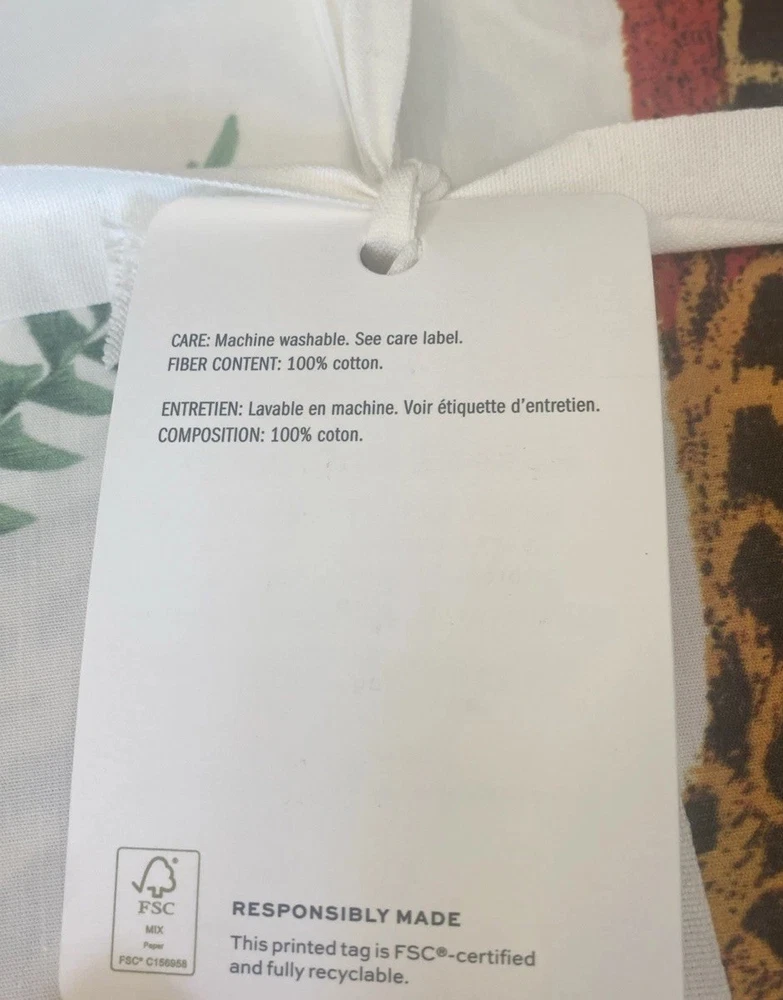 CARE: Machine washable. See care label.
FIBER CONTENT: 100% cotton.
ENTRETIEN: Lavable en machine. Voir étiquette d’entretien.
COMPOSITION: 100% coton.
FSC
MIX
Paper
FSC® C156958
RESPONSIBLY MADE
This printed tag is FSC®-certified
and fully recyclable.